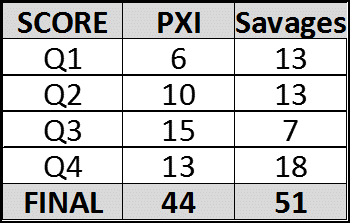 SCORE PXI Savages
Q1 6 13
Q2 10 13
Q3 15 7
Q4 13 18
FINAL 44 51